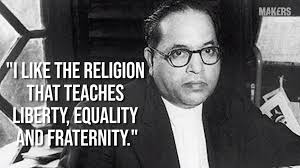 MAKERS
"I LIKE THE RELIGION
THAT TEACHES
LIBERTY, EQUALITY
AND FRATERNITY."